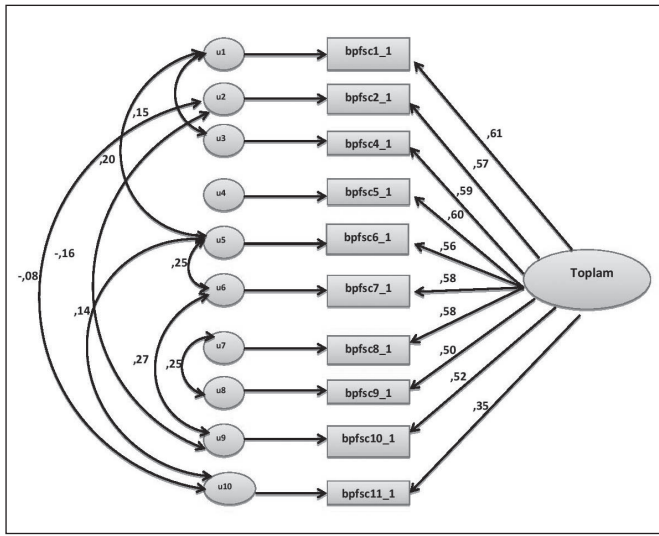 u1 bpfsc1_1
u2 bpfsc2_1
,15 ,61
u3 bpfsc4_1
,57
,20 ,59
u4 bpfsc5_1
,60
u5 bpfsc6_1
,56
-,16
,25
-,08
Toplam
u6 bpfsc7_1
,58
,14
,58
u7 bpfsc8_1
,50
,27 ,25
u8 bpfsc9_1
,52
,35
u9 bpfsc10_1
u10 bpfsc11_1